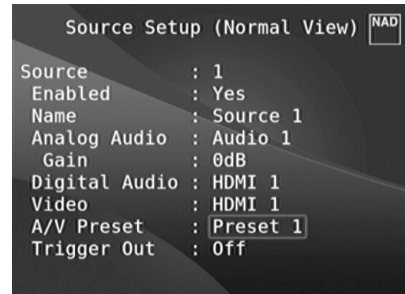 Source Setup (Normal View) NAD
Source : 1
Enabled : Yes
Name : Source 1
Analog Audio : Audio 1
Gain : 0dB
Digital Audio : HDMI 1
Video : HDMI 1
A/V Preset : Preset 1
Trigger Out : Off